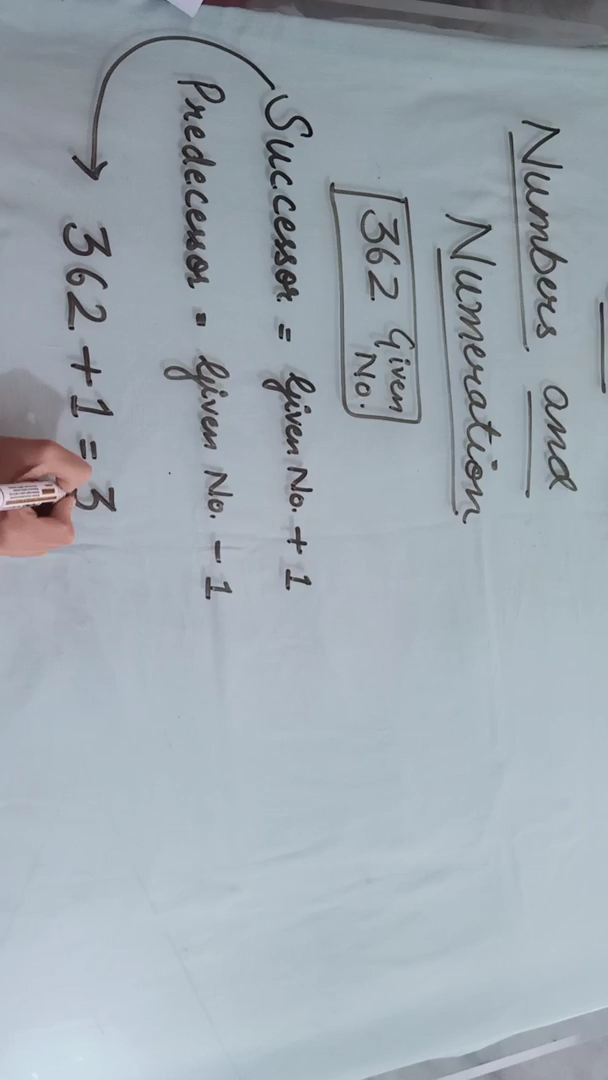 Numbers and
Numeration
362 Given No.
Successor = Given No. + 1
Predecessor = Given No. - 1
362 + 1 = 3